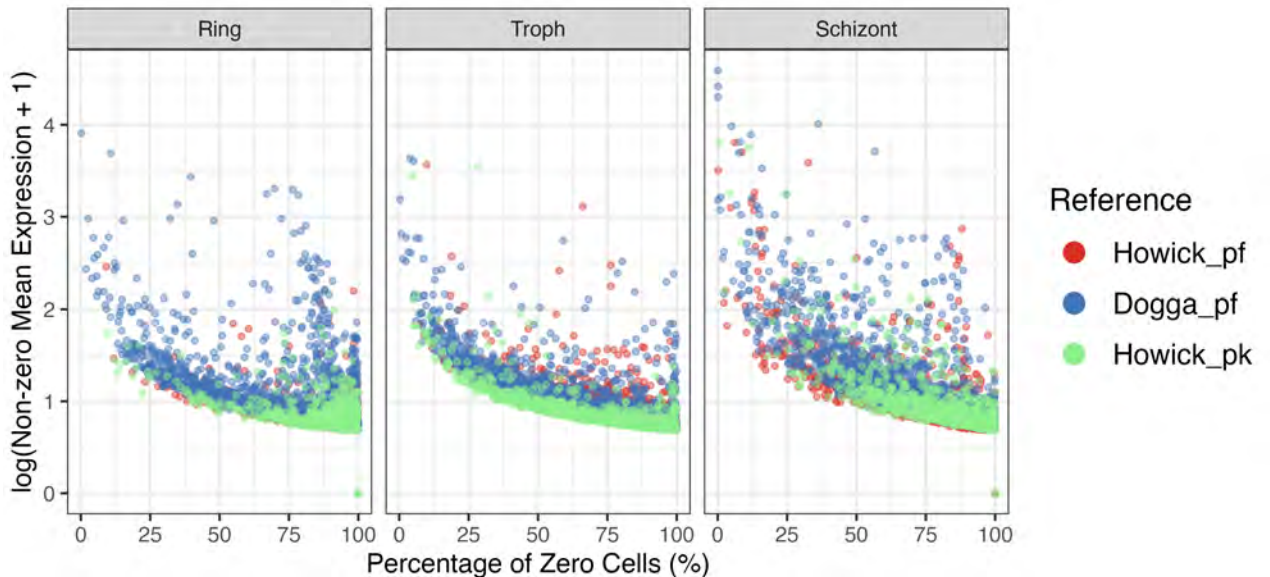 Ring Troph Schizont
log(Non-zero Mean Expression + 1)
4
3
2
1
0
0 25 50 75 100 0 25 50 75 100 0 25 50 75 100
Percentage of Zero Cells (%)
Reference
Howick_pf
Dogga_pf
Howick_pk